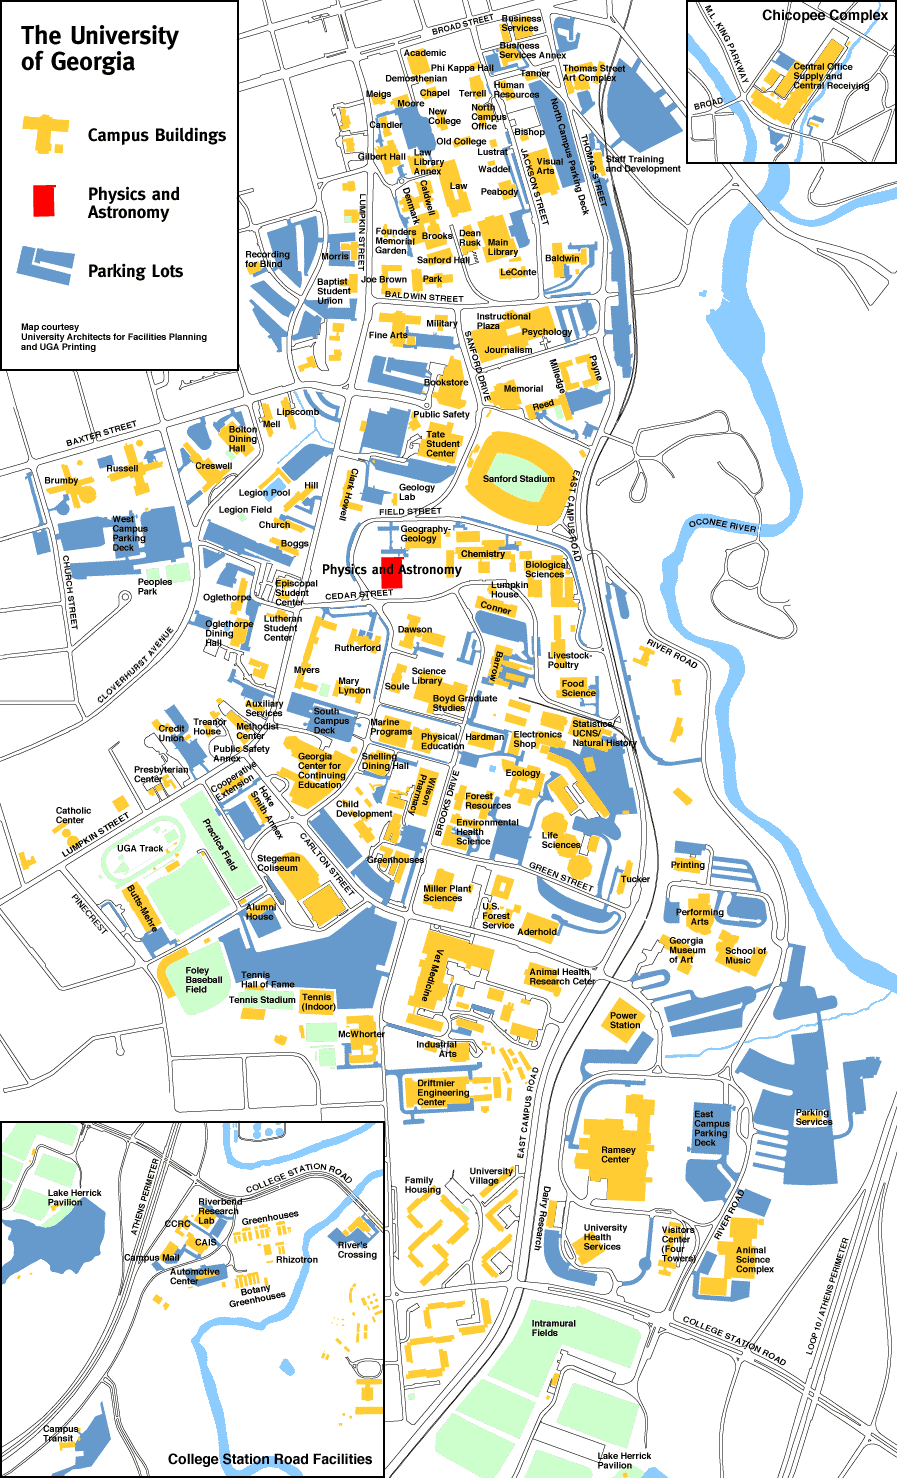 The University
of Georgia
Campus Buildings
Physics and
Astronomy
Parking Lots
Map courtesy
University Architects for Facilities Planning
and UGA Printing
Chicopee Complex
M.L. KING PARKWAY
BROAD
Central Office
Supply and
Central Receiving
BROAD STREET
Business
Services
Business
Services Annex
Academic
Phi Kappa Hall
Demosthenian
Tanner
Thomas Street
Art Complex
Meigs
Chapel
Terrell
Human
Resources
Moore
New
College
North
Campus
Office
Candler
Bishop
Old College
North Campus Parking Deck
THOMAS STREET
JACKSON STREET
Gilbert Hall
Law
Library
Annex
Lustrat
Waddel
Visual
Arts
Staff Training
and Development
Law
Peabody
Caldwell
Denmark
LUMPKIN STREET
Founders
Memorial
Garden
Brooks
Dean
Rusk
Main
Library
Recording
for Blind
Morris
Sanford Hall
Baldwin
LeConte
Baptist
Student
Union
Joe Brown
Park
BALDWIN STREET
Fine Arts
Military
Instructional
Plaza
Psychology
Journalism
SANFORD DRIVE
Bookstore
Memorial
Milledge
Payne
Reed
Public Safety
Lipscomb
Mell
BAXTER STREET
Bolton
Dining
Hall
Tate
Student
Center
Creswell
Russell
Brumby
Sanford Stadium
EAST CAMPUS ROAD
Legion Pool
Hill
Clark Howell
Geology
Lab
Legion Field
FIELD STREET
Church
West
Campus
Parking
Deck
Boggs
Geography-
Geology
OCONEE RIVER
Chemistry
CHURCH STREET
Peoples
Park
Physics and Astronomy
Biological
Sciences
Episcopal
Student
Center
CEDAR STREET
Lumpkin
House
Oglethorpe
Conner
Oglethorpe
Dining
Hall
Lutheran
Student
Center
Dawson
Rutherford
CLOVERHURST AVENUE
RIVER ROAD
Barrow
Livestock-
Poultry
Myers
Science
Library
Mary
Lyndon
Soule
Food
Science
Boyd Graduate
Studies
Auxiliary
Services
South
Campus
Deck
Treanor
House
Credit
Union
Methodist
Center
Marine
Programs
Physical
Education
Hardman
Electronics
Shop
Statistics/
UCNS/
Natural History
Public Safety
Annex
Georgia
Center for
Continuing
Education
Snelling
Dining Hall
Presbyterian
Center
Cooperative
Extension
Hoke
Smith Annex
Ecology
Wilson
Pharmacy
BROOKS DRIVE
Child
Development
Forest
Resources
Catholic
Center
LUMPKIN STREET
Environmental
Health
Science
Life
Sciences
UGA Track
Practice Field
Stegeman
Coliseum
CARLTON STREET
Greenhouses
GREEN STREET
Printing
Tucker
PINECREST
Butts-Mehre
Alumni
House
Miller Plant
Sciences
U.S.
Forest
Service
Aderhold
Performing
Arts
Georgia
Museum
of Art
School of
Music
Foley
Baseball
Field
Tennis
Hall of Fame
Tennis Stadium
Tennis
(Indoor)
Vet Medicine
Animal Health
Research Ceter
Power
Station
McWhorter
Industrial
Arts
Driftmier
Engineering
Center
EAST CAMPUS ROAD
East
Campus
Parking
Deck
Parking
Services
Ramsey
Center
Family
Housing
University
Village
Dairy Research
University
Health
Services
Visitors
Center
(Four
Towers)
RIVER ROAD
Animal
Science
Complex
LOOP 10 / ATHENS PERIMETER
Intramural
Fields
COLLEGE STATION ROAD
Lake Herrick
Pavilion
Lake Herrick
Pavilion
ATHENS PERIMETER
COLLEGE STATION ROAD
Riverbend
Research
Lab
CCRC
Greenhouses
CAIS
Campus Mail
Rhizotron
River's
Crossing
Automotive
Center
Botany
Greenhouses
Campus
Transit
College Station Road Facilities